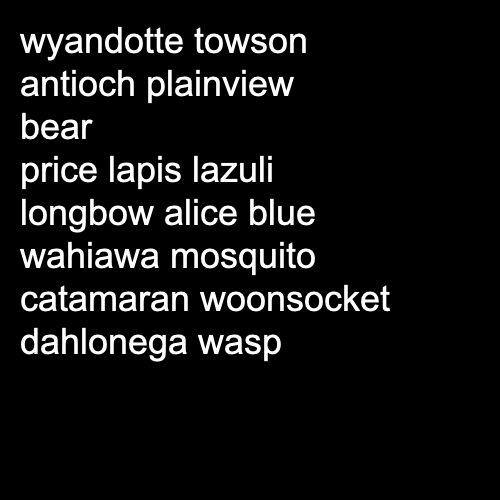 wyandotte towson
antioch plainview
bear
price lapis lazuli
longbow alice blue
wahiawa mosquito
catamaran woonsocket
dahlonega wasp